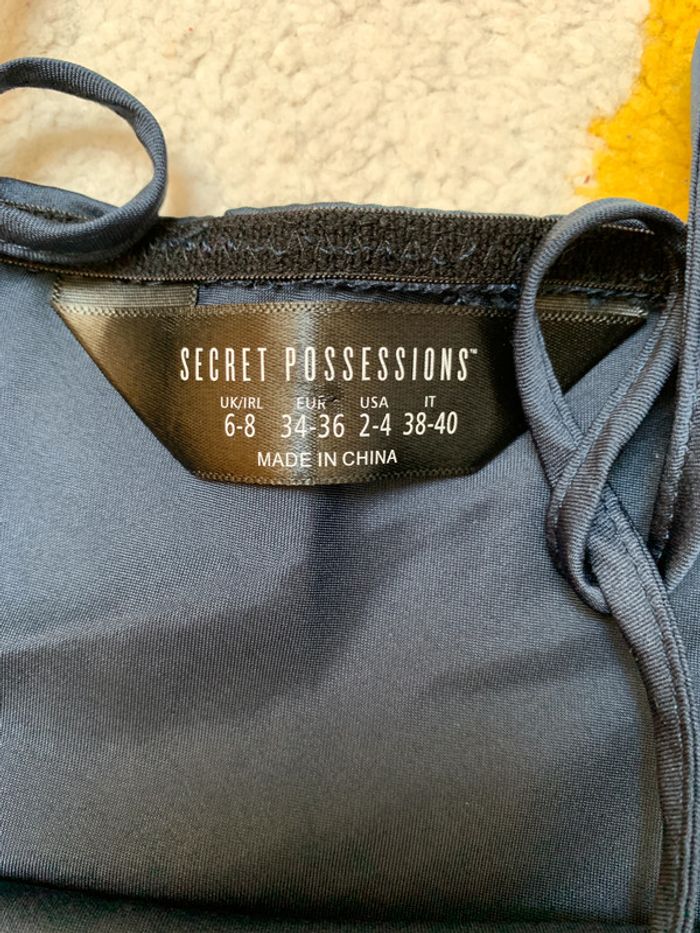 SECRET POSSESSIONS™
UK/IRL EUR USA IT
6-8 34-36 2-4 38-40
MADE IN CHINA